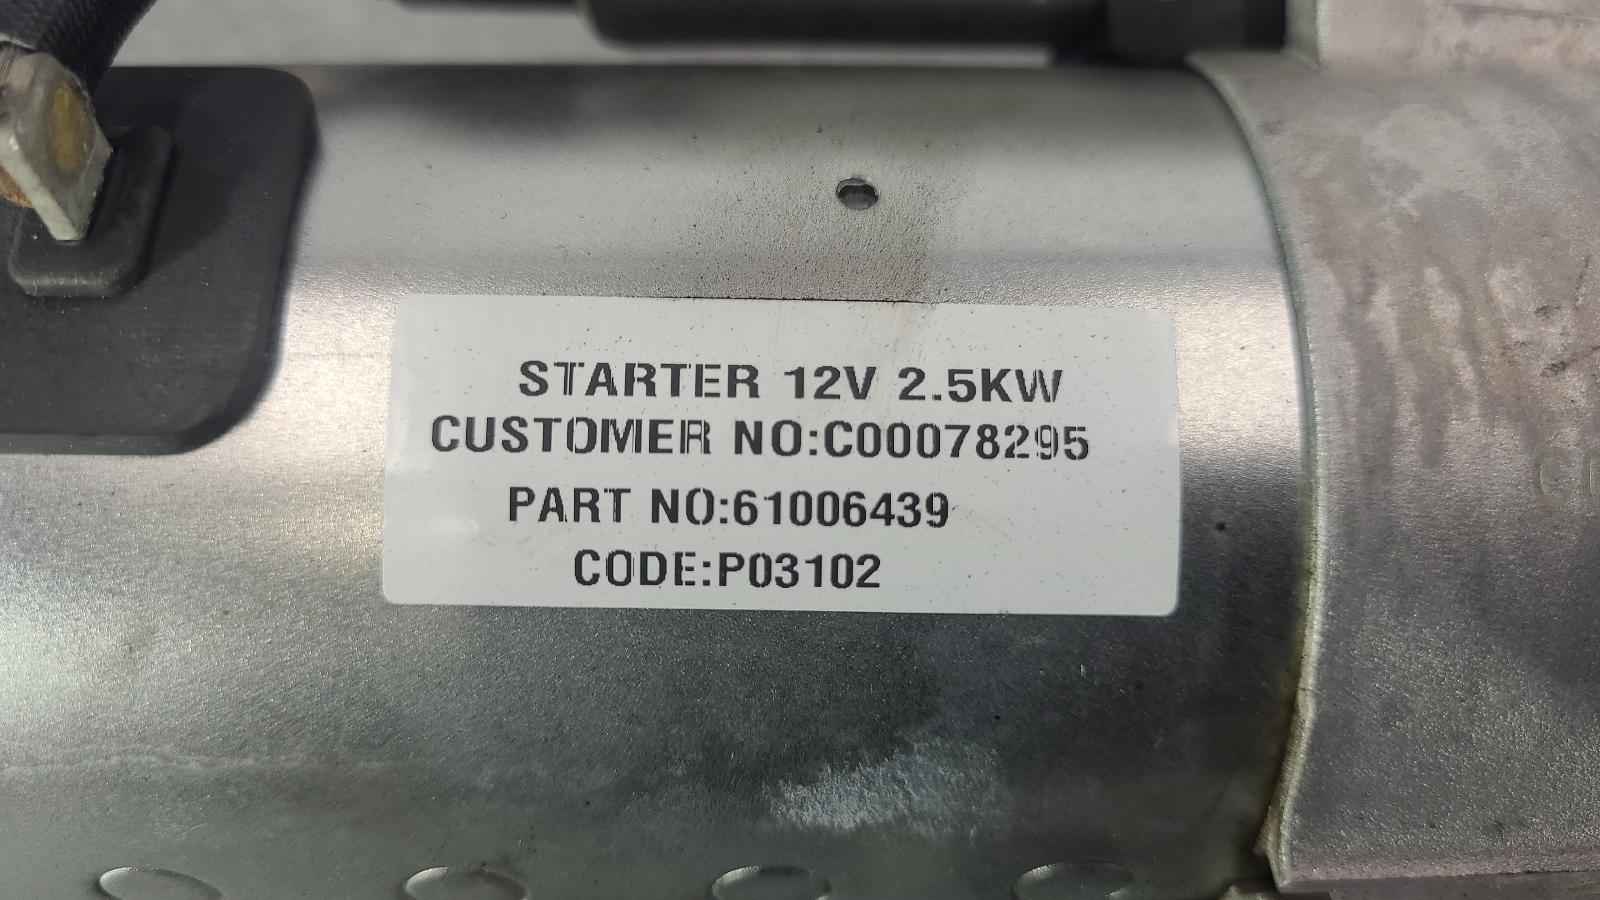 STARTER 12V 2.5KW
CUSTOMER NO:C00078295
PART NO:61006439
CODE:P03102